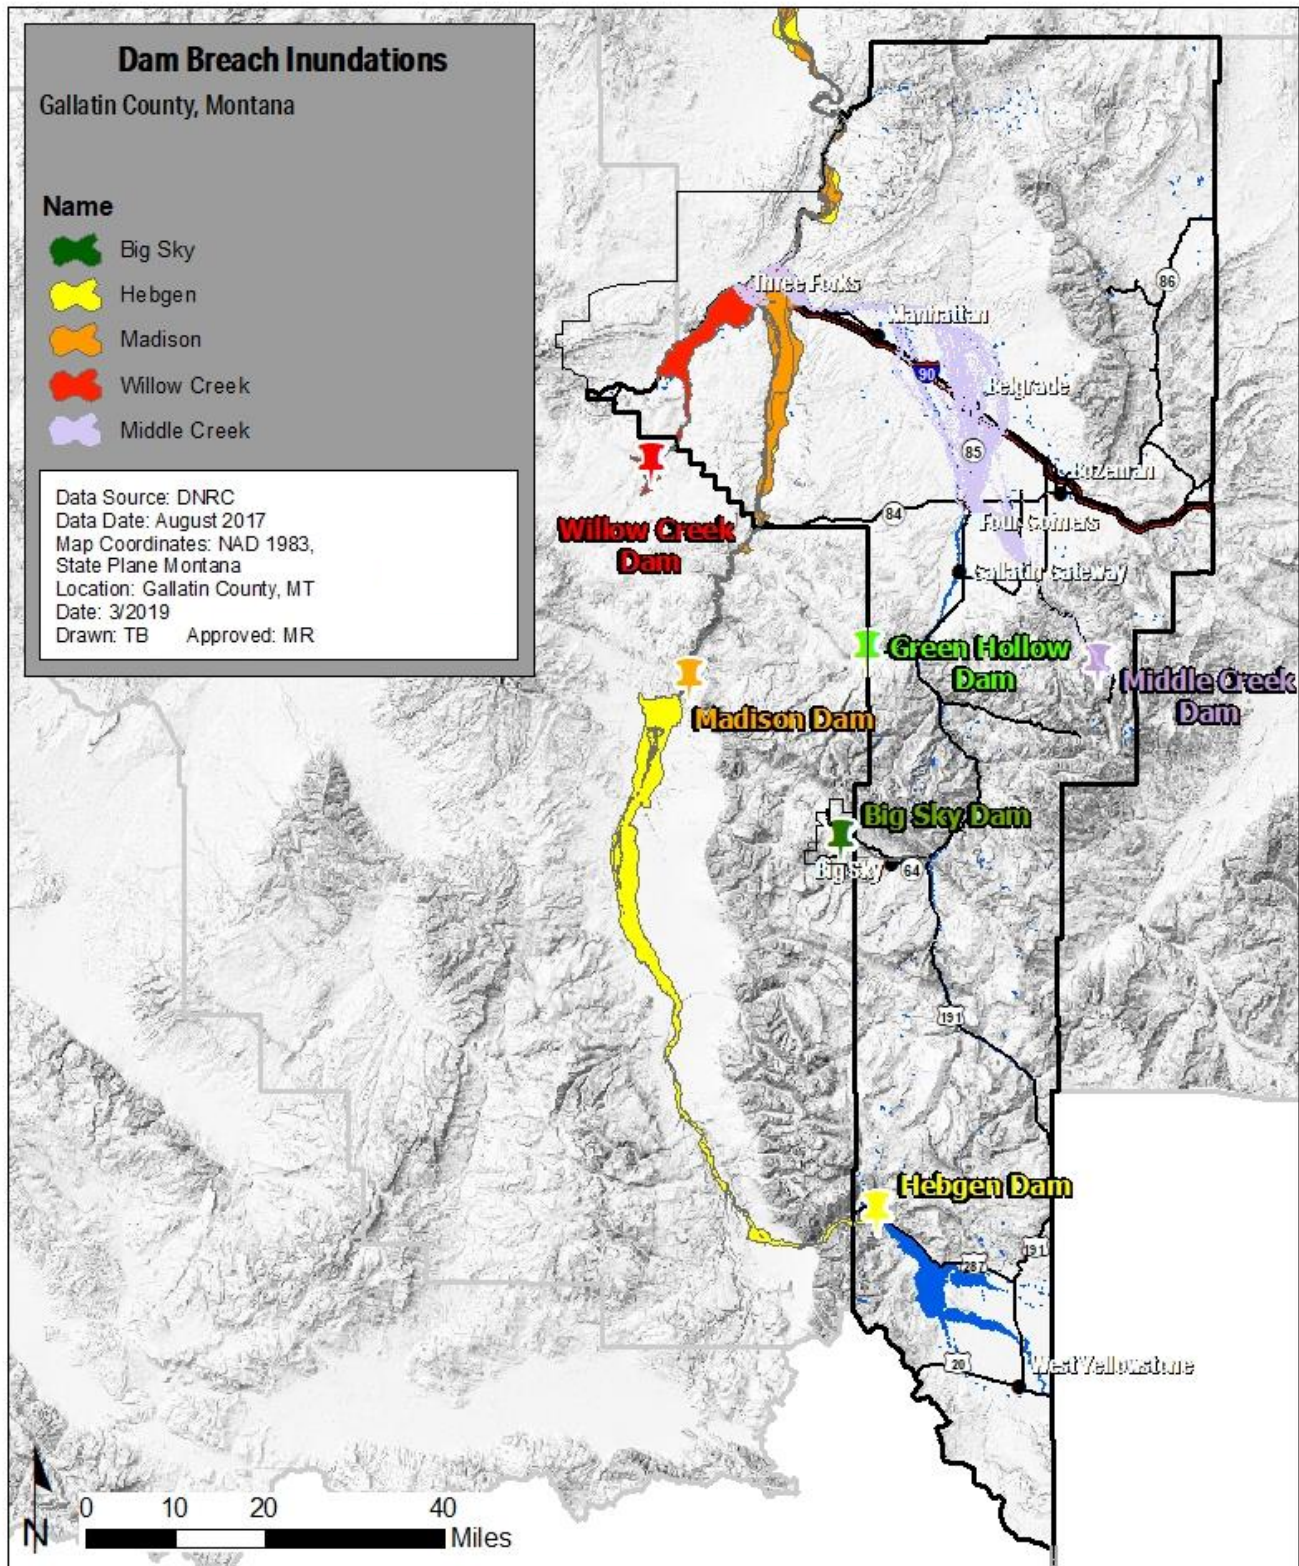 Dam Breach Inundations
Gallatin County, Montana
Name
Big Sky
Hebgen
Madison
Willow Creek
Middle Creek
Data Source: DNRC
Data Date: August 2017
Map Coordinates: NAD 1983,
State Plane Montana
Location: Gallatin County, MT
Date: 3/2019
Drawn: TB Approved: MR
Three Forks
86
Manhattan
90
Belgrade
85
Bozeman
84
Four Corners
Willow Creek
Dam
Gallatin Gateway
Green Hollow
Dam
Middle Creek
Dam
Madison Dam
Big Sky Dam
Big Sky
64
191
Hebgen Dam
191
287
20
West Yellowstone
N
0 10 20 40
Miles